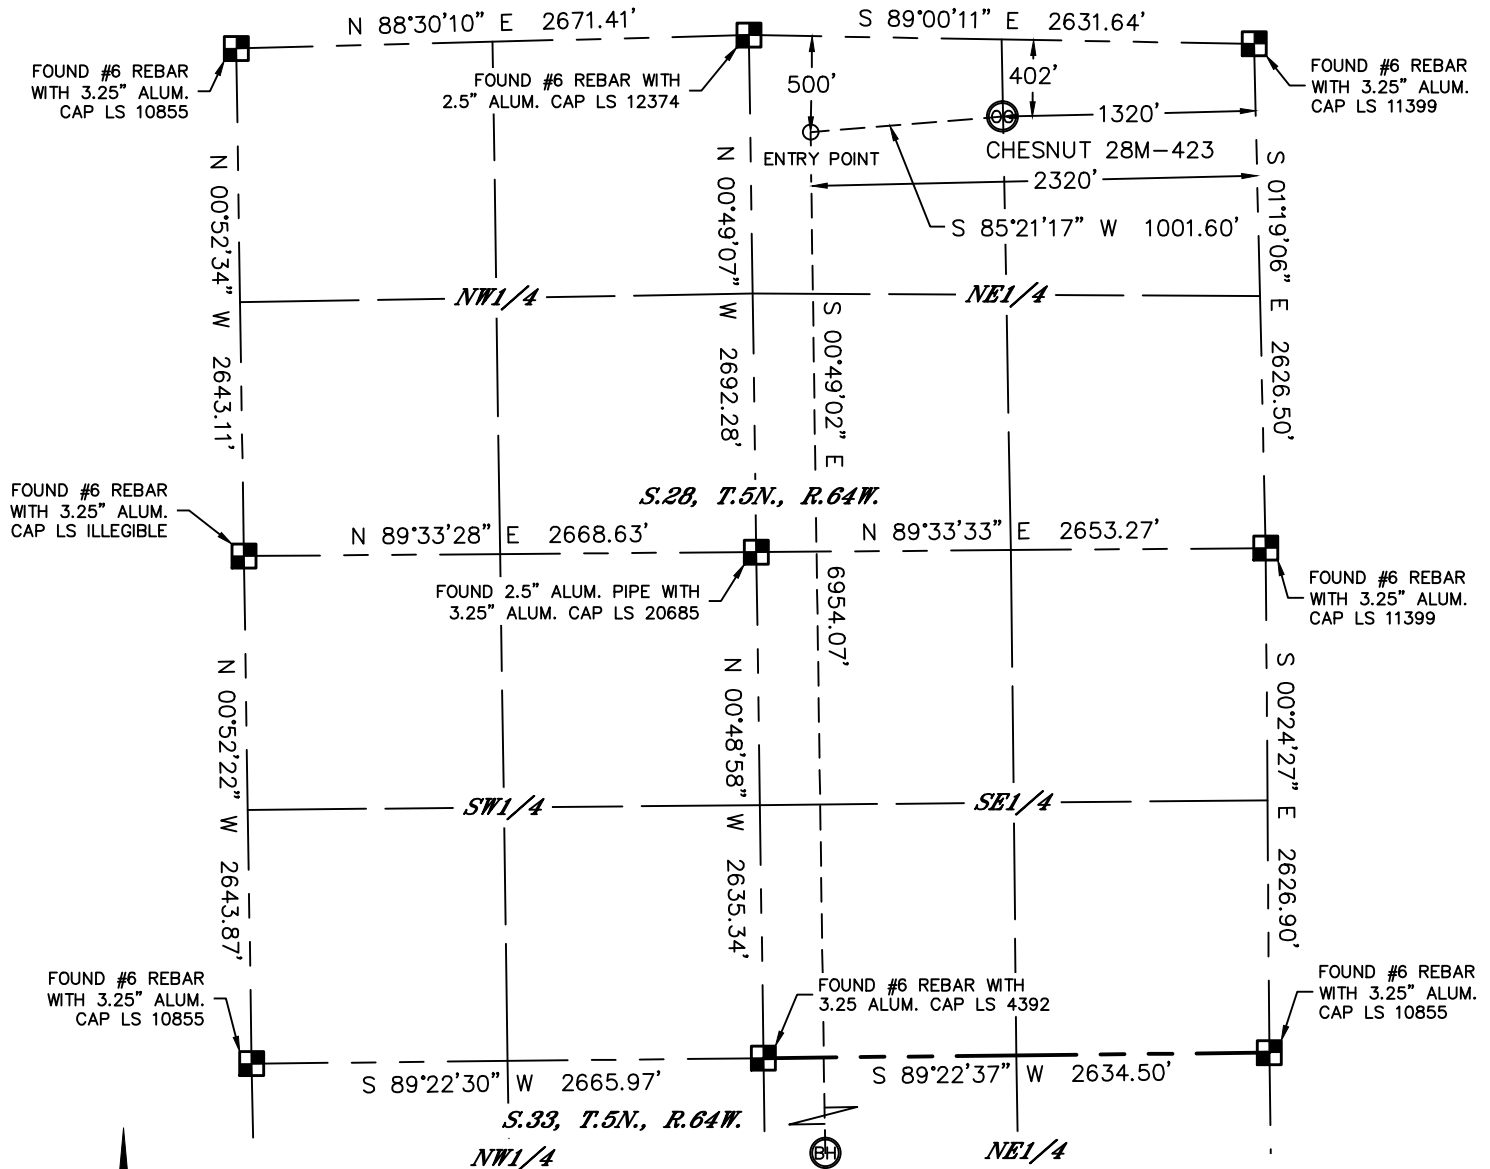 N 88°30'10" E 2671.41'
S 89°00'11" E 2631.64'
FOUND #6 REBAR
WITH 3.25" ALUM.
CAP LS 10855
FOUND #6 REBAR WITH
2.5" ALUM. CAP LS 12374
500'
402'
FOUND #6 REBAR
WITH 3.25" ALUM.
CAP LS 11399
1320'
OG
ENTRY POINT
CHESNUT 28M-423
2320'
S 85°21'17" W 1001.60'
N 00°52'34" W 2643.11'
N 00°49'07" W 2692.28'
S 01°19'06" E 2626.50'
NW1/4
NE1/4
S 00°49'02" E 6954.07'
FOUND #6 REBAR
WITH 3.25" ALUM.
CAP LS ILLEGIBLE
S.28, T.5N., R.64W.
N 89°33'28" E 2668.63'
N 89°33'33" E 2653.27'
FOUND 2.5" ALUM. PIPE WITH
3.25" ALUM. CAP LS 20685
FOUND #6 REBAR
WITH 3.25" ALUM.
CAP LS 11399
N 00°52'22" W 2643.87'
N 00°48'58" W 2635.34'
S 00°24'27" E 2626.90'
SW1/4
SE1/4
FOUND #6 REBAR
WITH 3.25" ALUM.
CAP LS 10855
FOUND #6 REBAR WITH
3.25 ALUM. CAP LS 4392
FOUND #6 REBAR
WITH 3.25" ALUM.
CAP LS 10855
S 89°22'30" W 2665.97'
S 89°22'37" W 2634.50'
S.33, T.5N., R.64W.
NW1/4
BH
NE1/4